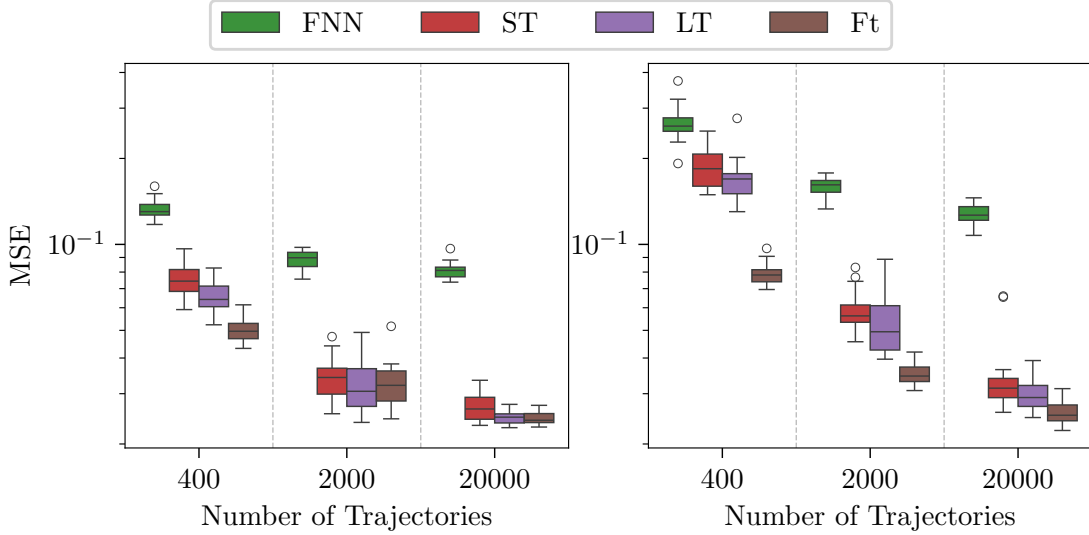 FNN ST LT Ft
MSE
10⁻¹
400 2000 20000
Number of Trajectories
10⁻¹
400 2000 20000
Number of Trajectories